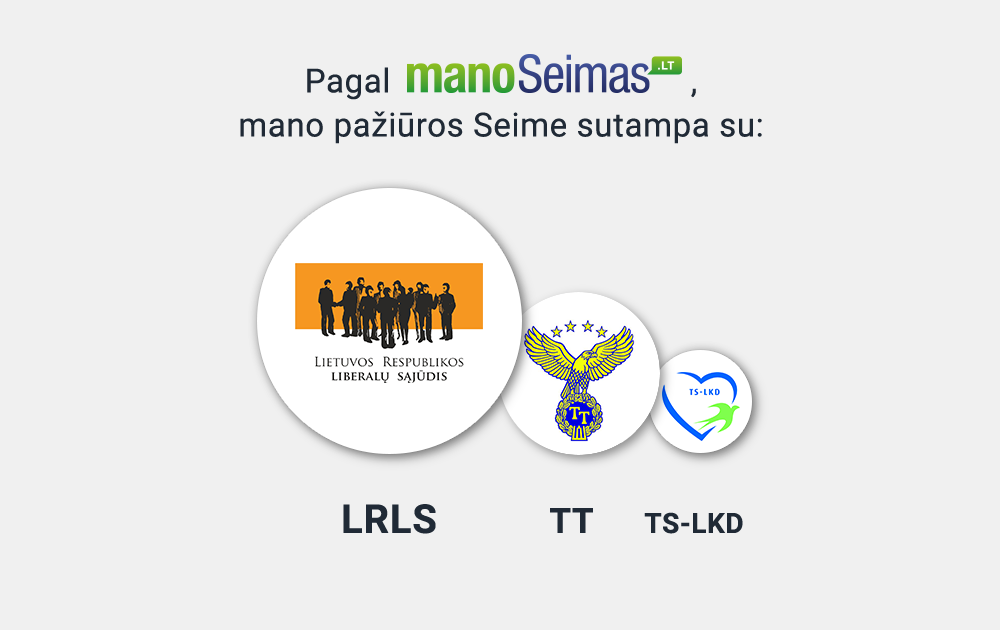 Pagal manoSeimas.LT ,
mano pažiūros Seime sutampa su:
LIETUVOS RESPUBLIKOS
LIBERALŲ SĄJŪDIS
TT
TS-LKD
LRLS
TT
TS-LKD